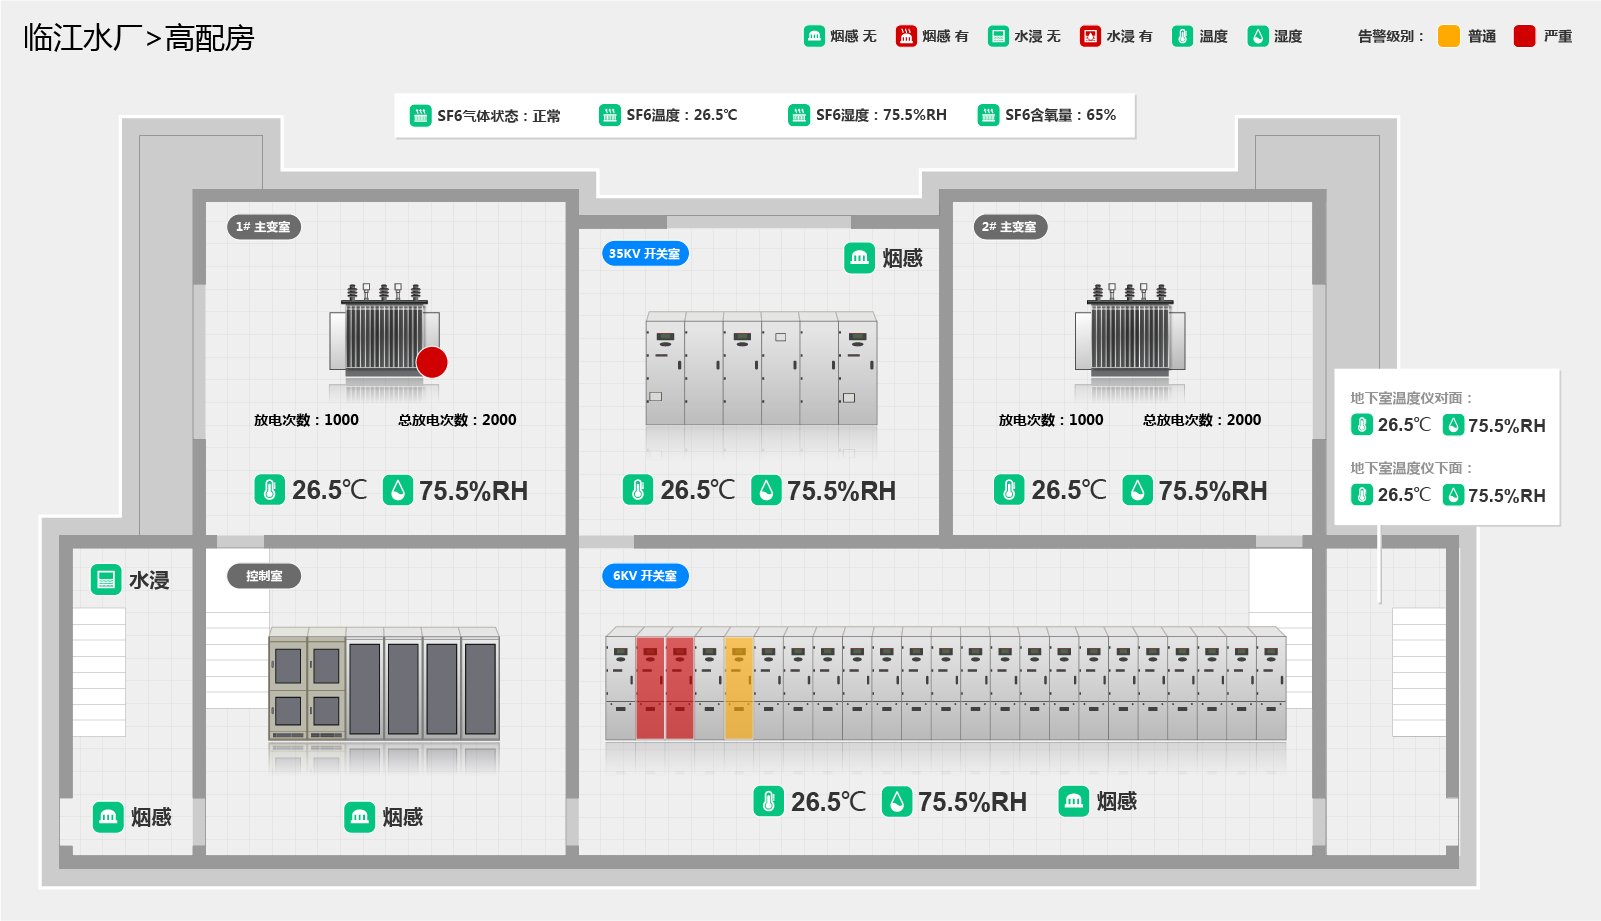 临江水厂>高配房
烟感 无
烟感 有
水浸 无
水浸 有
温度
湿度
告警级别：
普通
严重
SF6气体状态：正常
SF6温度：26.5℃
SF6湿度：75.5%RH
SF6含氧量：65%
1# 主变室
放电次数：1000
总放电次数：2000
26.5℃
75.5%RH
35KV 开关室
烟感
26.5℃
75.5%RH
2# 主变室
放电次数：1000
总放电次数：2000
26.5℃
75.5%RH
地下室温度仪对面：
26.5℃
75.5%RH
地下室温度仪下面：
26.5℃
75.5%RH
水浸
烟感
控制室
烟感
6KV 开关室
26.5℃
75.5%RH
烟感